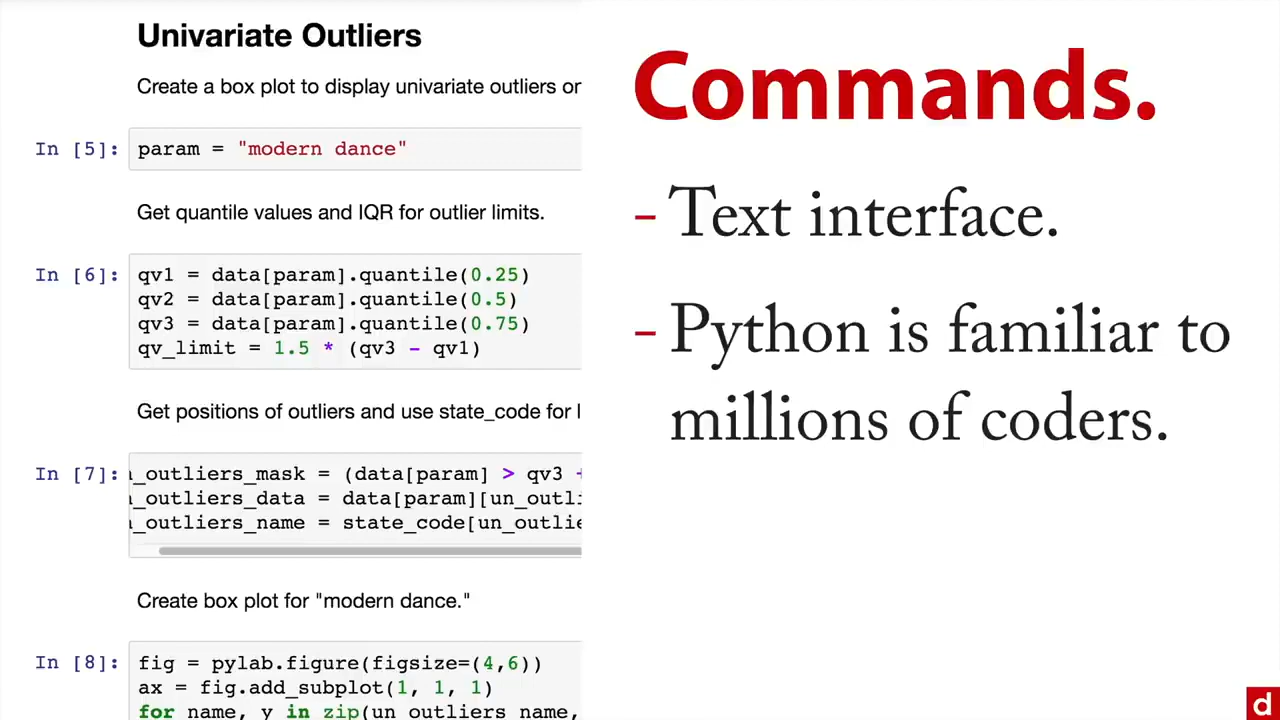 Univariate Outliers
Create a box plot to display univariate outliers on
In [5]: param = "modern dance"
Get quantile values and IQR for outlier limits.
In [6]: qv1 = data[param].quantile(0.25)
qv2 = data[param].quantile(0.5)
qv3 = data[param].quantile(0.75)
qv_limit = 1.5 * (qv3 - qv1)
Get positions of outliers and use state_code for l
In [7]: n_outliers_mask = (data[param] > qv3 +
n_outliers_data = data[param][un_outli
n_outliers_name = state_code[un_outlie
Create box plot for "modern dance."
In [8]: fig = pylab.figure(figsize=(4,6))
ax = fig.add_subplot(1, 1, 1)
for name, y in zip(un_outliers_name,
Commands.
- Text interface.
- Python is familiar to
millions of coders.
d